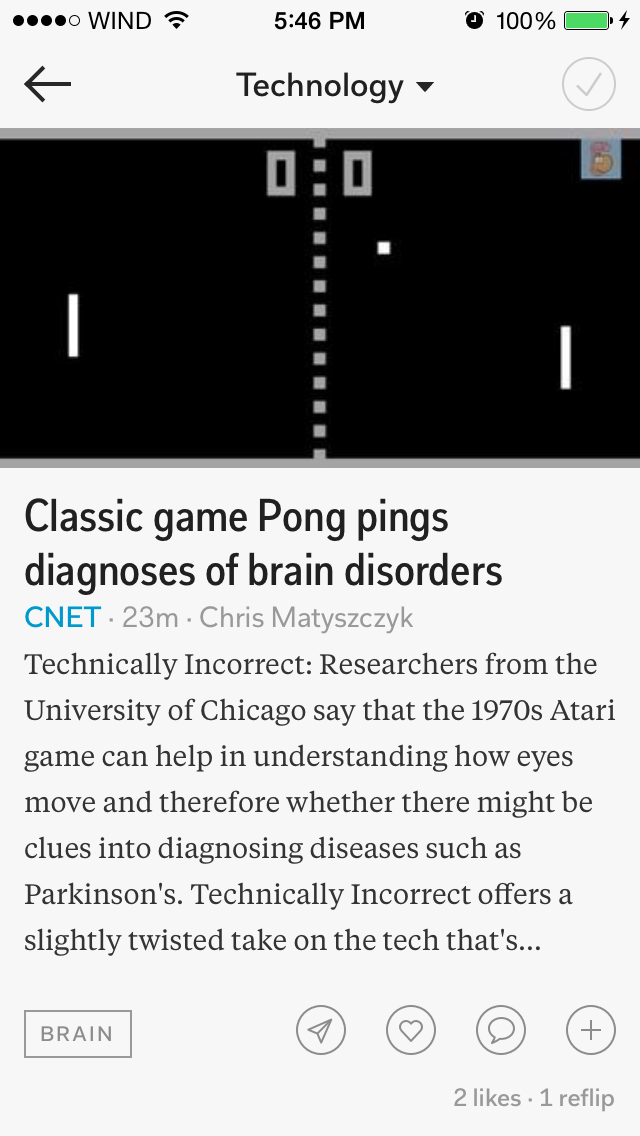 WIND 5:46 PM 100%
Technology
0 0
Classic game Pong pings
diagnoses of brain disorders
CNET · 23m · Chris Matyszczyk
Technically Incorrect: Researchers from the
University of Chicago say that the 1970s Atari
game can help in understanding how eyes
move and therefore whether there might be
clues into diagnosing diseases such as
Parkinson's. Technically Incorrect offers a
slightly twisted take on the tech that's...
BRAIN
2 likes · 1 reflip